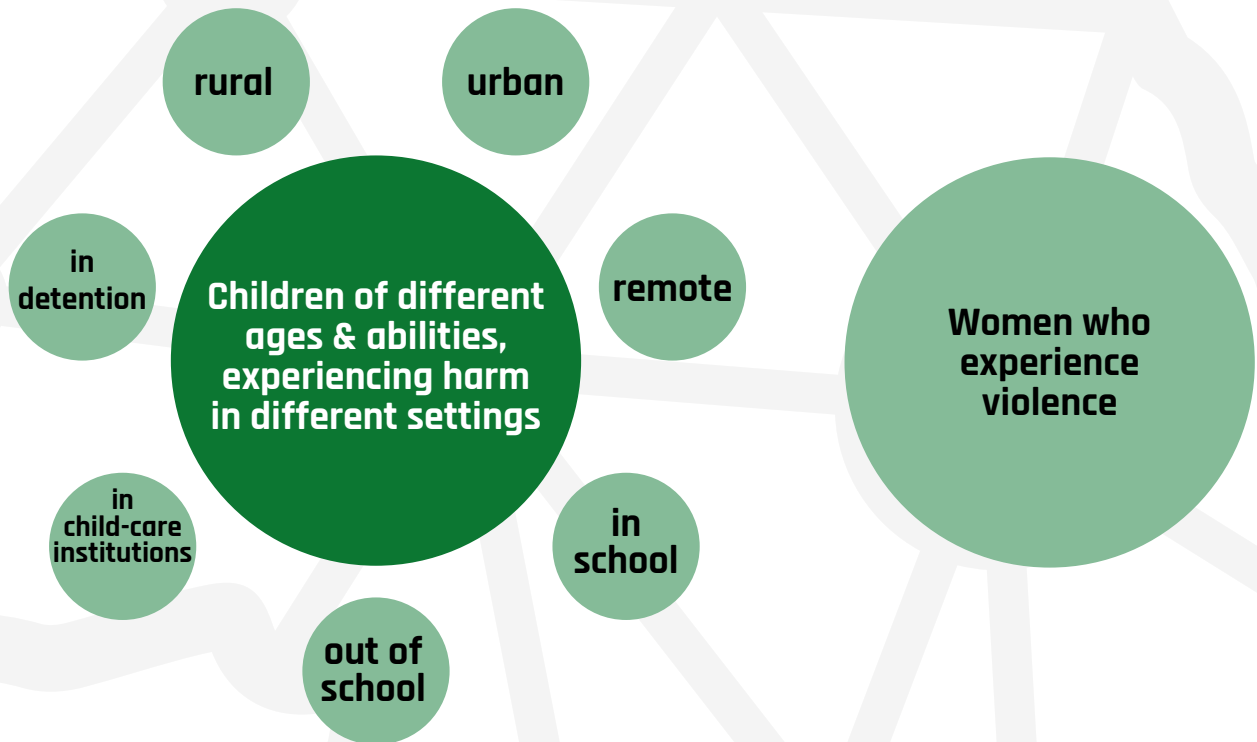 rural
urban
in
detention
Children of different
ages & abilities,
experiencing harm
in different settings
remote
Women who
experience
violence
in
child-care
institutions
in
school
out of
school